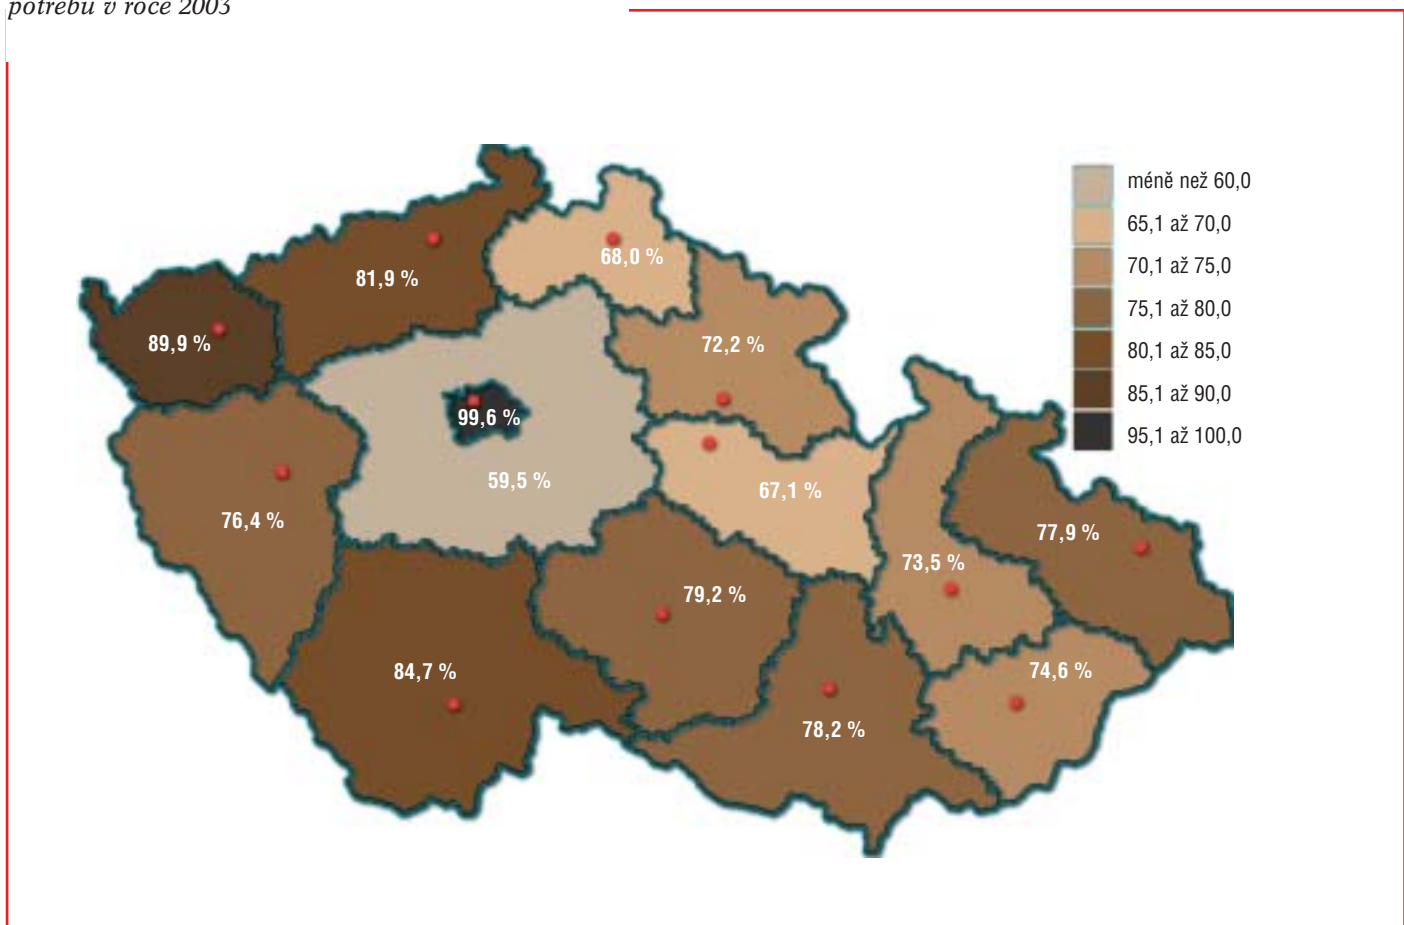 potřebu v roce 2003
méně než 60,0
65,1 až 70,0
70,1 až 75,0
75,1 až 80,0
80,1 až 85,0
85,1 až 90,0
95,1 až 100,0
68,0 %
81,9 %
89,9 %
72,2 %
99,6 %
59,5 %
67,1 %
76,4 %
77,9 %
73,5 %
79,2 %
84,7 %
74,6 %
78,2 %